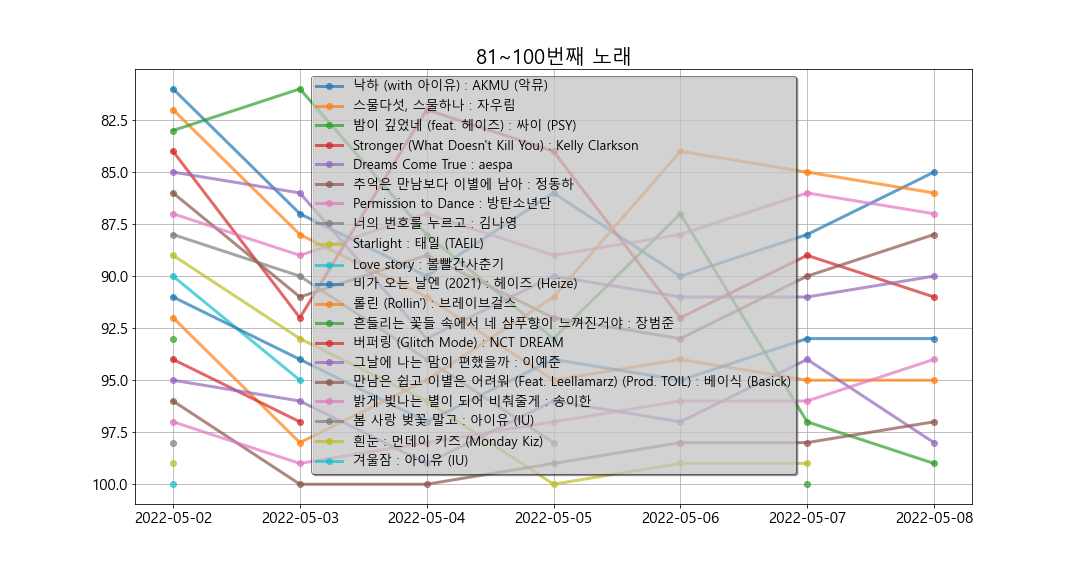 81~100번째 노래
82.5
85.0
87.5
90.0
92.5
95.0
97.5
100.0
낙하 (with 아이유) : AKMU (악뮤)
스물다섯, 스물하나 : 자우림
밤이 깊었네 (feat. 헤이즈) : 싸이 (PSY)
Stronger (What Doesn't Kill You) : Kelly Clarkson
Dreams Come True : aespa
추억은 만남보다 이별에 남아 : 정동하
Permission to Dance : 방탄소년단
너의 번호를 누르고 : 김나영
Starlight : 태일 (TAEIL)
Love story : 볼빨간사춘기
비가 오는 날엔 (2021) : 헤이즈 (Heize)
롤린 (Rollin') : 브레이브걸스
흔들리는 꽃들 속에서 네 샴푸향이 느껴진거야 : 장범준
버퍼링 (Glitch Mode) : NCT DREAM
그날에 나는 맘이 편했을까 : 이예준
만남은 쉽고 이별은 어려워 (Feat. Leellamarz) (Prod. TOIL) : 베이식 (Basick)
밝게 빛나는 별이 되어 비춰줄게 : 송이한
봄 사랑 벚꽃 말고 : 아이유 (IU)
흰눈 : 먼데이 키즈 (Monday Kiz)
겨울잠 : 아이유 (IU)
2022-05-02 2022-05-03 2022-05-04 2022-05-05 2022-05-06 2022-05-07 2022-05-08